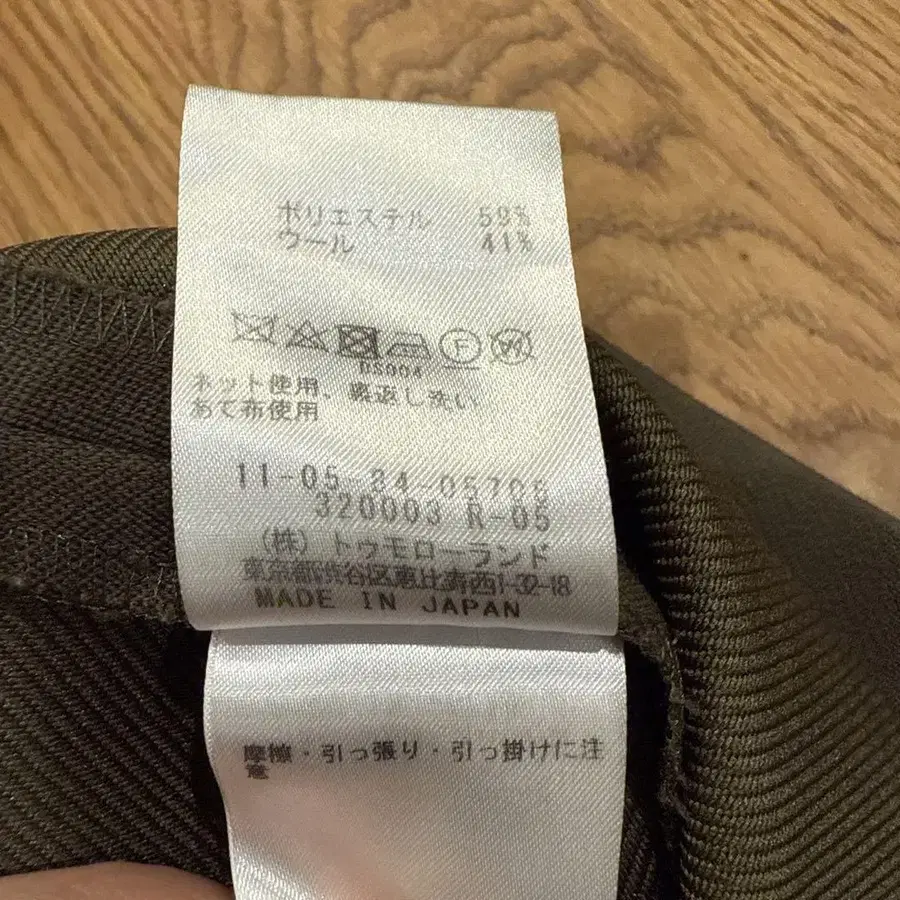 ポリエステル 59%
ウール 41%
F W
DS004
ネット使用、裏返し洗い
あて布使用
11-05-84-05708
320003 R-05
(株) トゥモローランド
東京都渋谷区恵比寿西1-32-18
MADE IN JAPAN
摩擦・引っ張り・引っ掛けに注
意